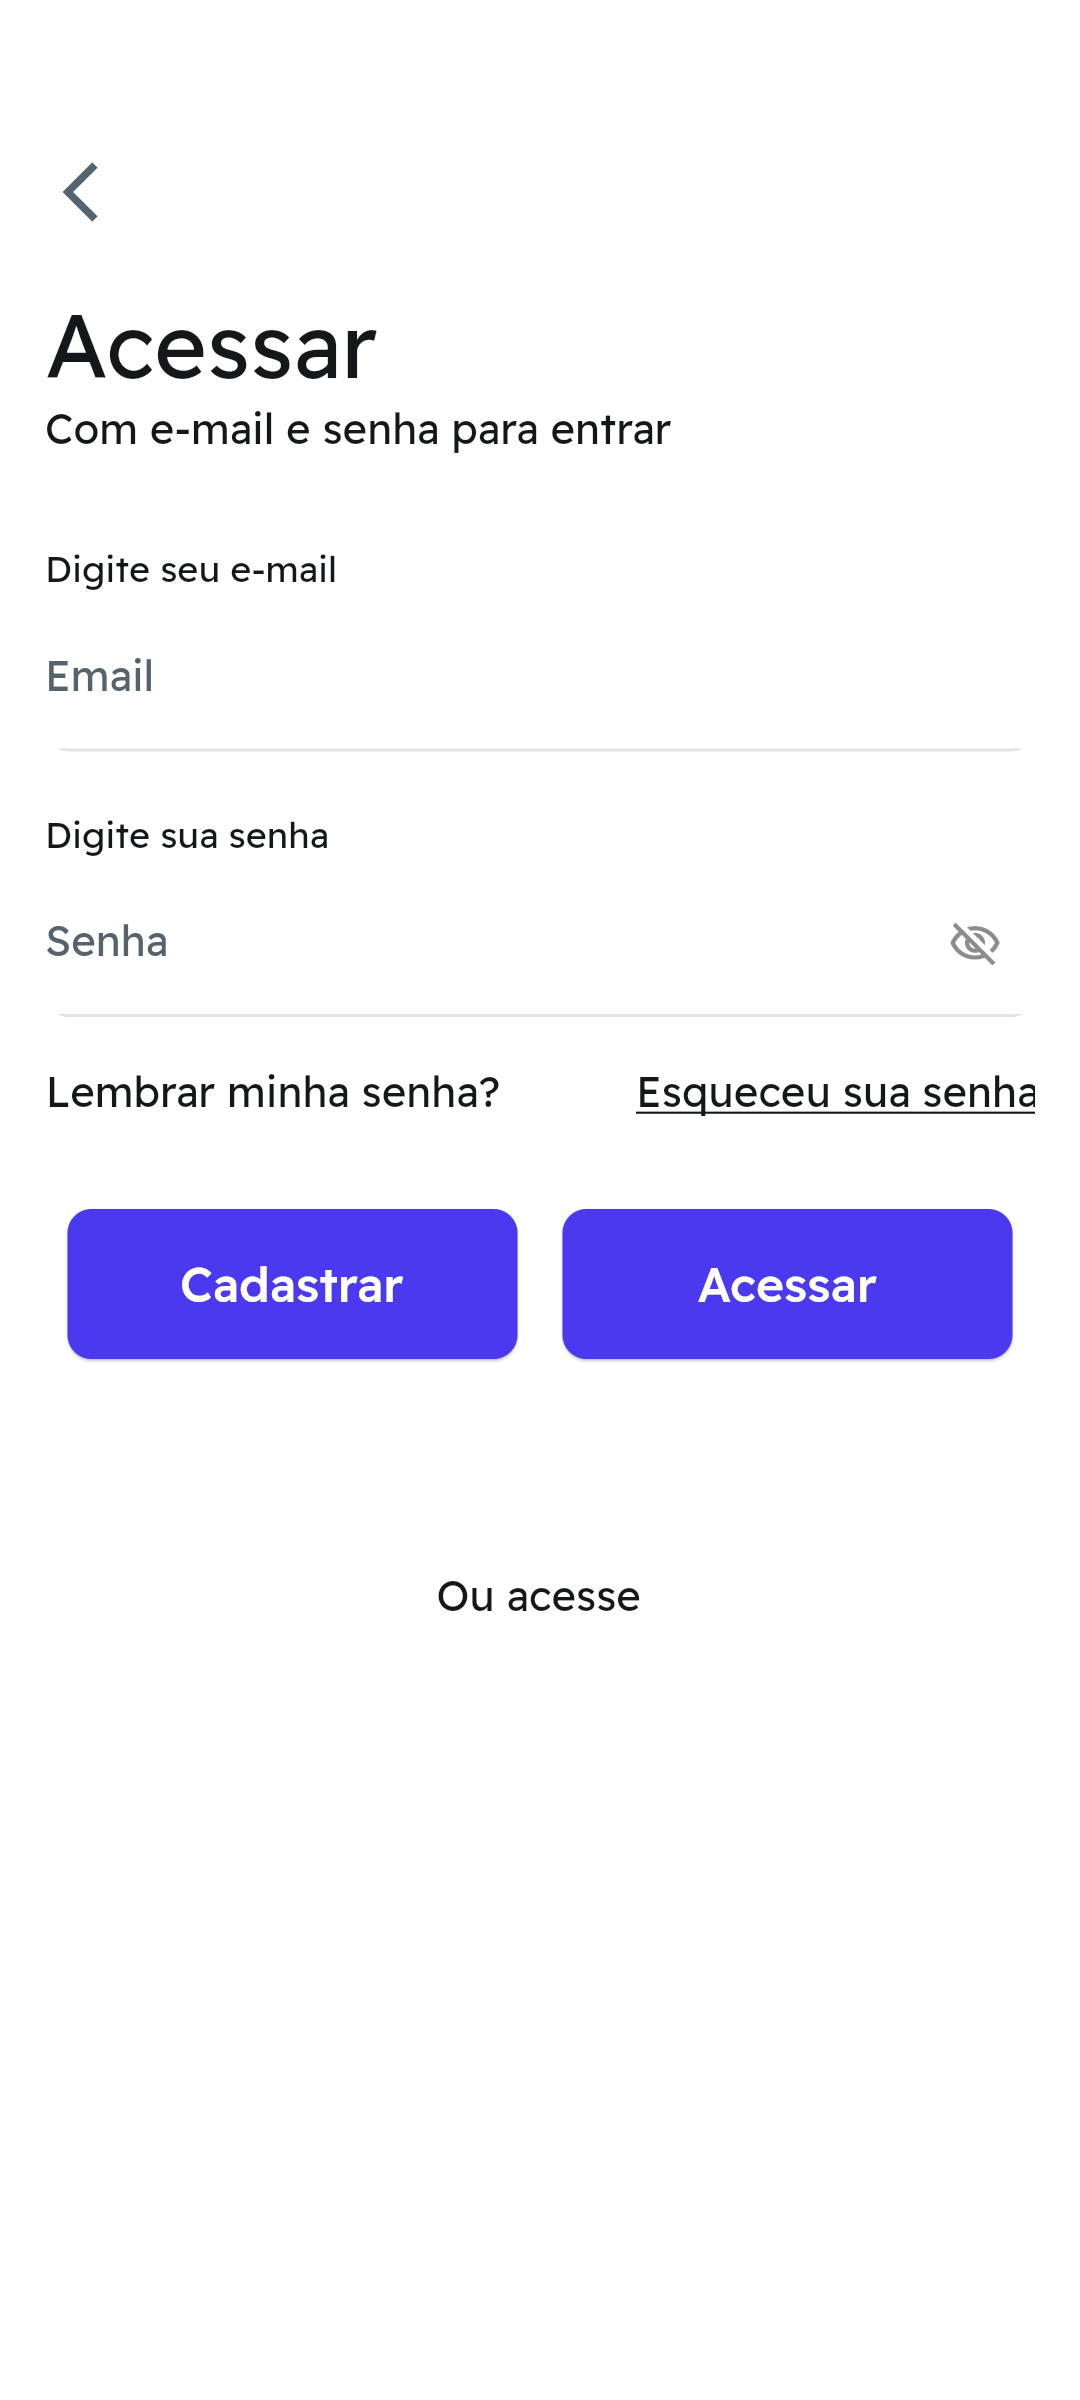 Acessar
Com e-mail e senha para entrar
Digite seu e-mail
Email
Digite sua senha
Senha
Lembrar minha senha? Esqueceu sua senha
Cadastrar Acessar
Ou acesse